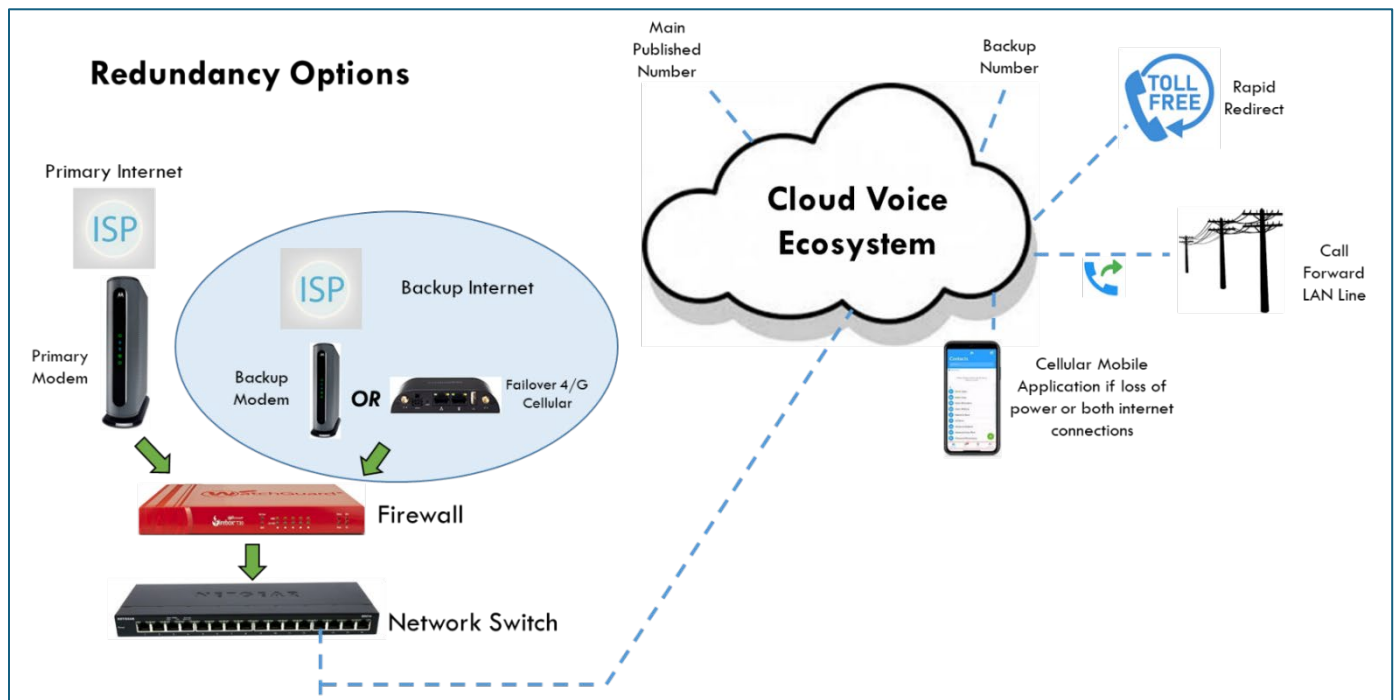 Redundancy Options
Primary Internet
ISP
Primary
Modem
ISP
Backup Internet
Backup
Modem
OR
Failover 4/G
Cellular
WatchGuard
Firewall
NETGEAR
Network Switch
Main
Published
Number
Backup
Number
Cloud Voice
Ecosystem
TOLL
FREE
Rapid
Redirect
Call
Forward
LAN Line
Cellular Mobile
Application if loss of
power or both internet
connections